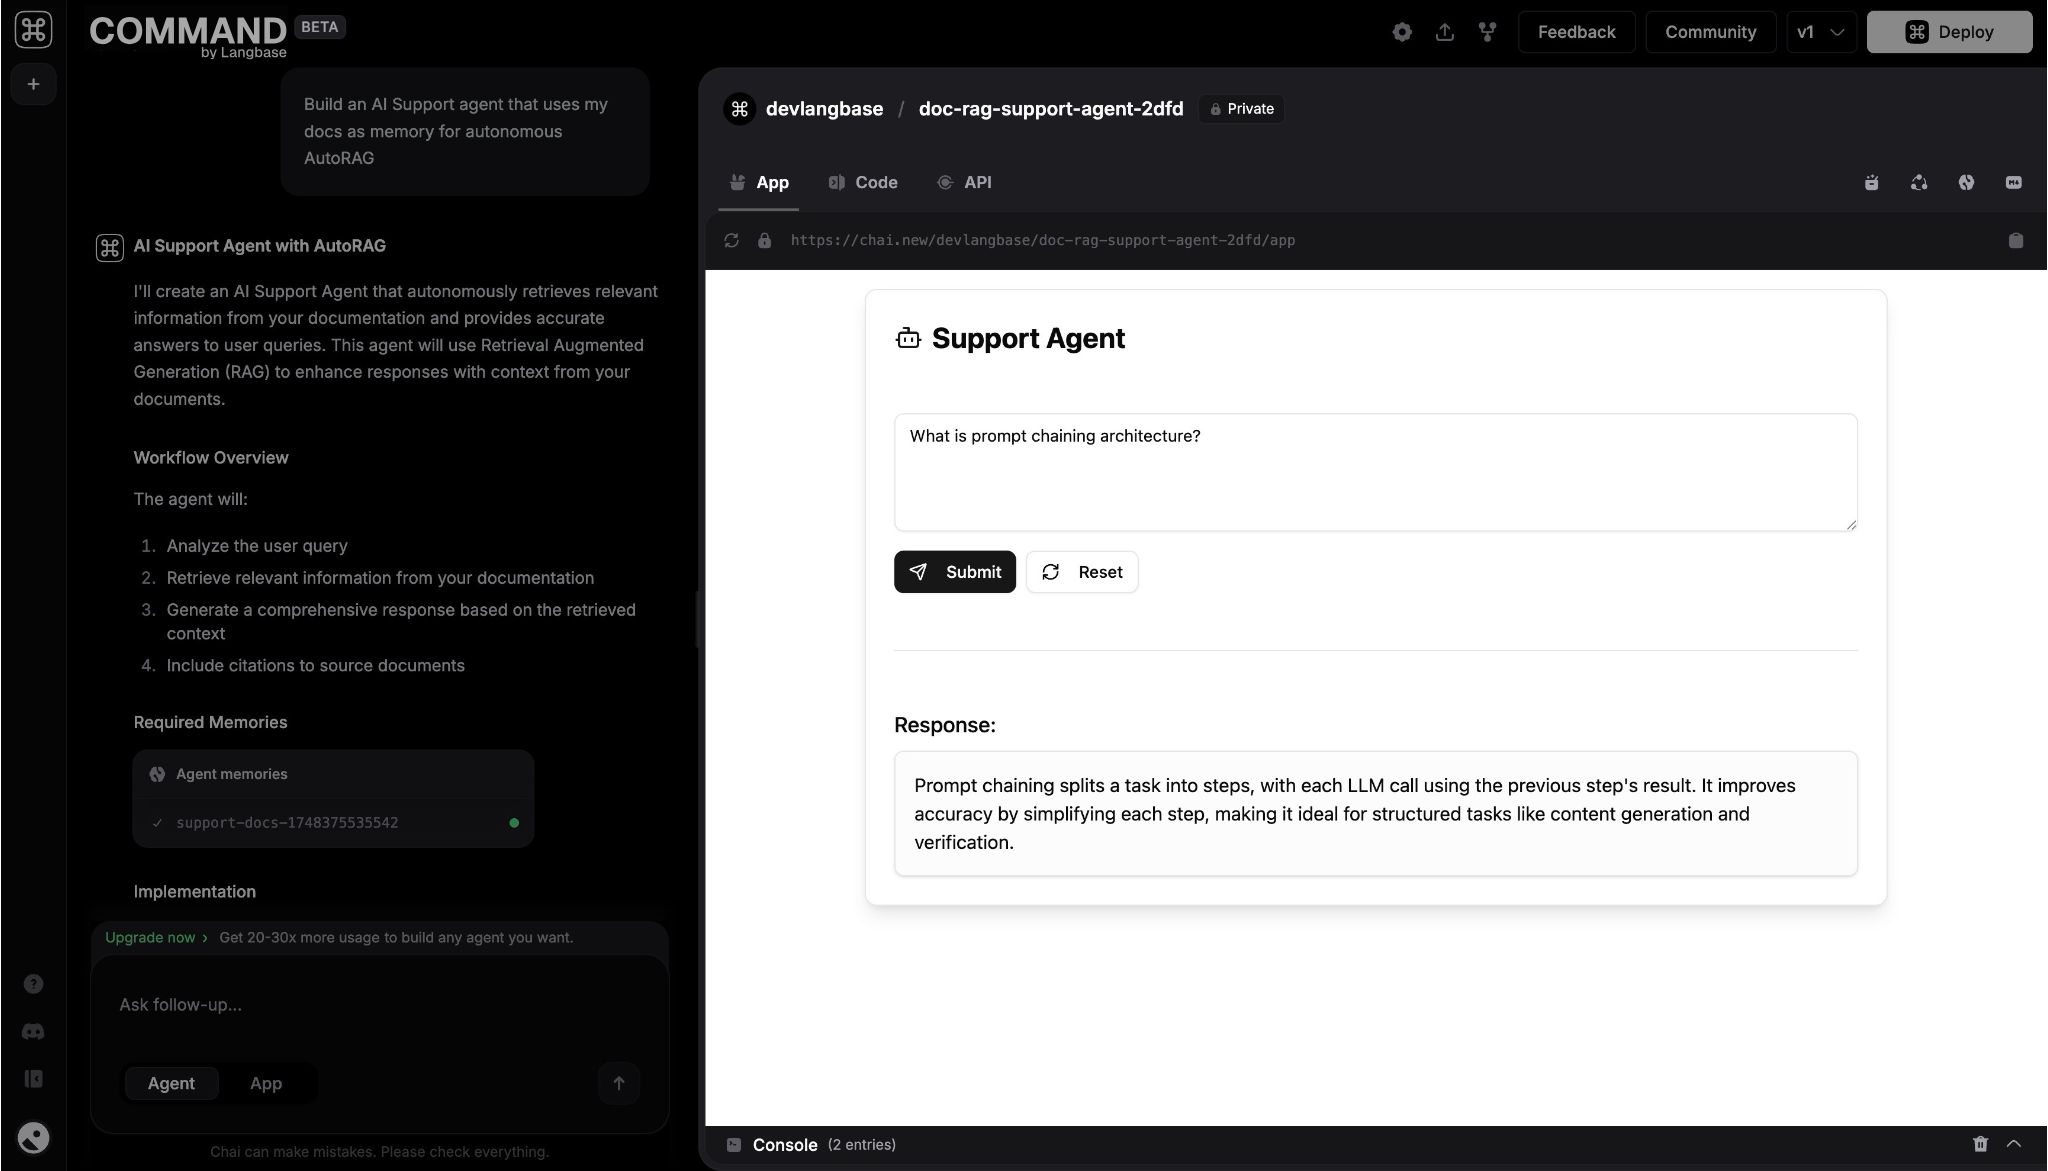 COMMAND BETA
by Langbase
Feedback
Community
v1
Deploy
Build an AI Support agent that uses my
docs as memory for autonomous
AutoRAG
AI Support Agent with AutoRAG
I'll create an AI Support Agent that autonomously retrieves relevant
information from your documentation and provides accurate
answers to user queries. This agent will use Retrieval Augmented
Generation (RAG) to enhance responses with context from your
documents.
Workflow Overview
The agent will:
1. Analyze the user query
2. Retrieve relevant information from your documentation
3. Generate a comprehensive response based on the retrieved
context
4. Include citations to source documents
Required Memories
Agent memories
support-docs-1748375535542
Implementation
Upgrade now › Get 20-30x more usage to build any agent you want.
Ask follow-up...
Agent App
Chai can make mistakes. Please check everything.
devlangbase / doc-rag-support-agent-2dfd Private
App Code API
https://chai.new/devlangbase/doc-rag-support-agent-2dfd/app
Support Agent
What is prompt chaining architecture?
Submit Reset
Response:
Prompt chaining splits a task into steps, with each LLM call using the previous step's result. It improves
accuracy by simplifying each step, making it ideal for structured tasks like content generation and
verification.
Console (2 entries)